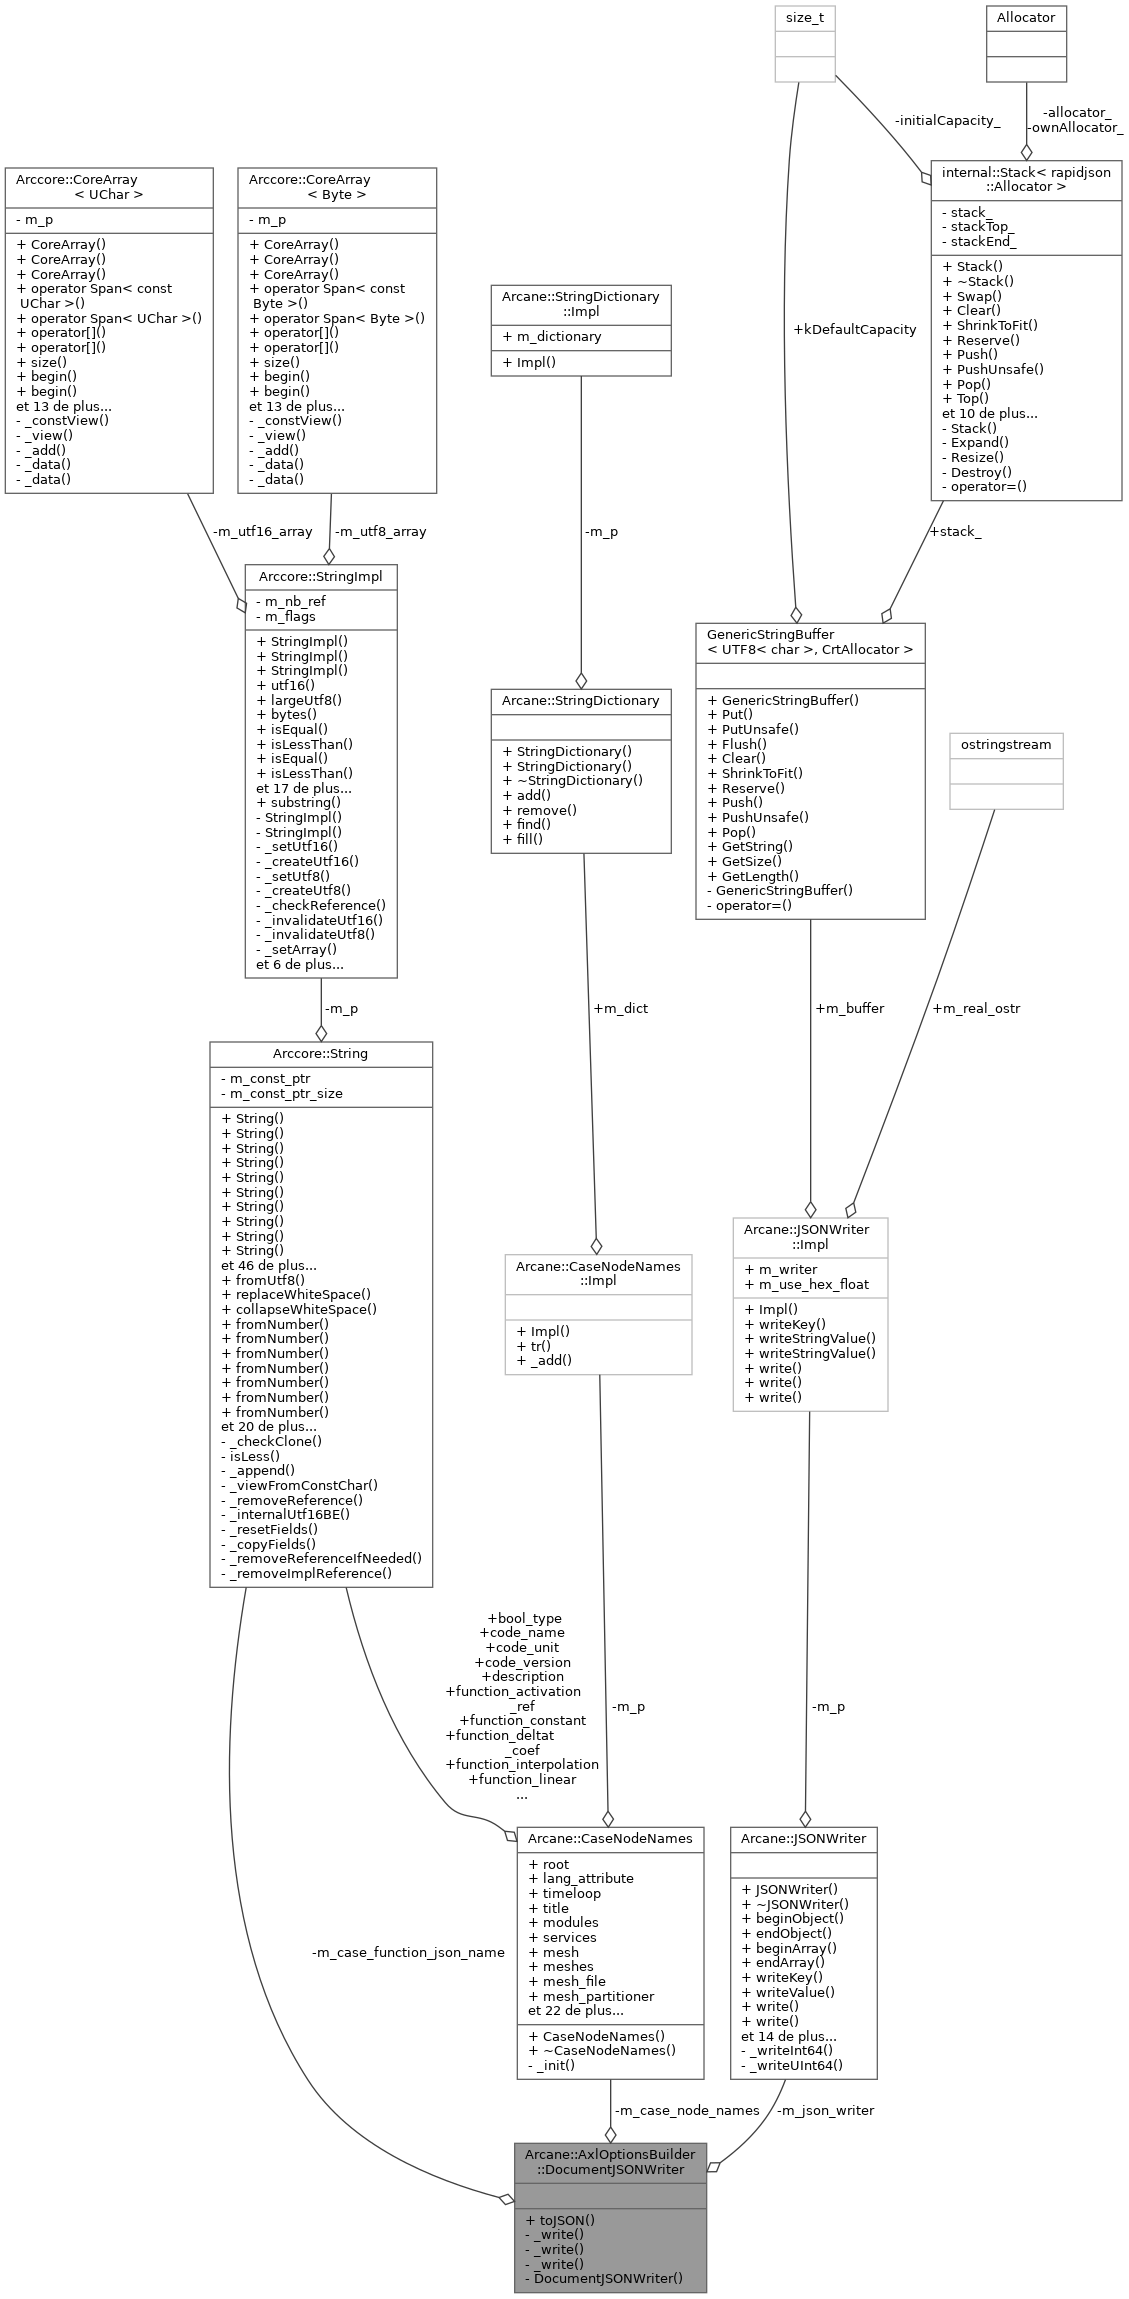 size_t
Allocator
-initialCapacity_
-allocator_
-ownAllocator_
Arccore::CoreArray
< UChar >
- m_p
+ CoreArray()
+ CoreArray()
+ CoreArray()
+ operator Span< const
UChar >()
+ operator Span< UChar >()
+ operator[]()
+ operator[]()
+ size()
+ begin()
+ begin()
et 13 de plus...
- _constView()
- _view()
- _add()
- _data()
- _data()
Arccore::CoreArray
< Byte >
- m_p
+ CoreArray()
+ CoreArray()
+ CoreArray()
+ operator Span< const
Byte >()
+ operator Span< Byte >()
+ operator[]()
+ operator[]()
+ size()
+ begin()
+ begin()
et 13 de plus...
- _constView()
- _view()
- _add()
- _data()
- _data()
internal::Stack< rapidjson
::Allocator >
- stack_
- stackTop_
- stackEnd_
+ Stack()
+ ~Stack()
+ Swap()
+ Clear()
+ ShrinkToFit()
+ Reserve()
+ Push()
+ PushUnsafe()
+ Pop()
+ Top()
et 10 de plus...
- Stack()
- Expand()
- Resize()
- Destroy()
- operator=()
Arcane::StringDictionary
::Impl
+ m_dictionary
+ Impl()
+kDefaultCapacity
-m_utf16_array
-m_utf8_array
-m_p
+stack_
Arccore::StringImpl
- m_nb_ref
- m_flags
+ StringImpl()
+ StringImpl()
+ StringImpl()
+ utf16()
+ largeUtf8()
+ bytes()
+ isEqual()
+ isLessThan()
+ isEqual()
+ isLessThan()
et 17 de plus...
+ substring()
- StringImpl()
- StringImpl()
- _setUtf16()
- _createUtf16()
- _setUtf8()
- _createUtf8()
- _checkReference()
- _invalidateUtf16()
- _invalidateUtf8()
- _setArray()
et 6 de plus...
Arcane::StringDictionary
+ StringDictionary()
+ StringDictionary()
+ ~StringDictionary()
+ add()
+ remove()
+ find()
+ fill()
GenericStringBuffer
< UTF8< char >, CrtAllocator >
+ GenericStringBuffer()
+ Put()
+ PutUnsafe()
+ Flush()
+ Clear()
+ ShrinkToFit()
+ Reserve()
+ Push()
+ PushUnsafe()
+ Pop()
+ GetString()
+ GetSize()
+ GetLength()
- GenericStringBuffer()
- operator=()
ostringstream
-m_p
+m_dict
+m_buffer
+m_real_ostr
Arccore::String
- m_const_ptr
- m_const_ptr_size
+ String()
+ String()
+ String()
+ String()
+ String()
+ String()
+ String()
+ String()
+ String()
+ String()
et 46 de plus...
+ fromUtf8()
+ replaceWhiteSpace()
+ collapseWhiteSpace()
+ fromNumber()
+ fromNumber()
+ fromNumber()
+ fromNumber()
+ fromNumber()
+ fromNumber()
+ fromNumber()
et 20 de plus...
- _checkClone()
- isLess()
- _append()
- _viewFromConstChar()
- _removeReference()
- _internalUtf16BE()
- _resetFields()
- _copyFields()
- _removeReferenceIfNeeded()
- _removeImplReference()
Arcane::CaseNodeNames
::Impl
+ Impl()
+ tr()
+ _add()
Arcane::JSONWriter
::Impl
+ m_writer
+ m_use_hex_float
+ Impl()
+ writeKey()
+ writeStringValue()
+ writeStringValue()
+ write()
+ write()
+ write()
+bool_type
+code_name
+code_unit
+code_version
+description
+function_activation
_ref
+function_constant
+function_deltat
_coef
+function_interpolation
+function_linear
...
-m_p
-m_p
Arcane::CaseNodeNames
+ root
+ lang_attribute
+ timeloop
+ title
+ modules
+ services
+ mesh
+ meshes
+ mesh_file
+ mesh_partitioner
et 22 de plus...
+ CaseNodeNames()
+ ~CaseNodeNames()
- _init()
Arcane::JSONWriter
+ JSONWriter()
+ ~JSONWriter()
+ beginObject()
+ endObject()
+ beginArray()
+ endArray()
+ writeKey()
+ writeValue()
+ write()
+ write()
et 14 de plus...
- _writeInt64()
- _writeUInt64()
-m_case_function_json_name
-m_case_node_names
-m_json_writer
Arcane::AxlOptionsBuilder
::DocumentJSONWriter
+ toJSON()
- _write()
- _write()
- _write()
- DocumentJSONWriter()